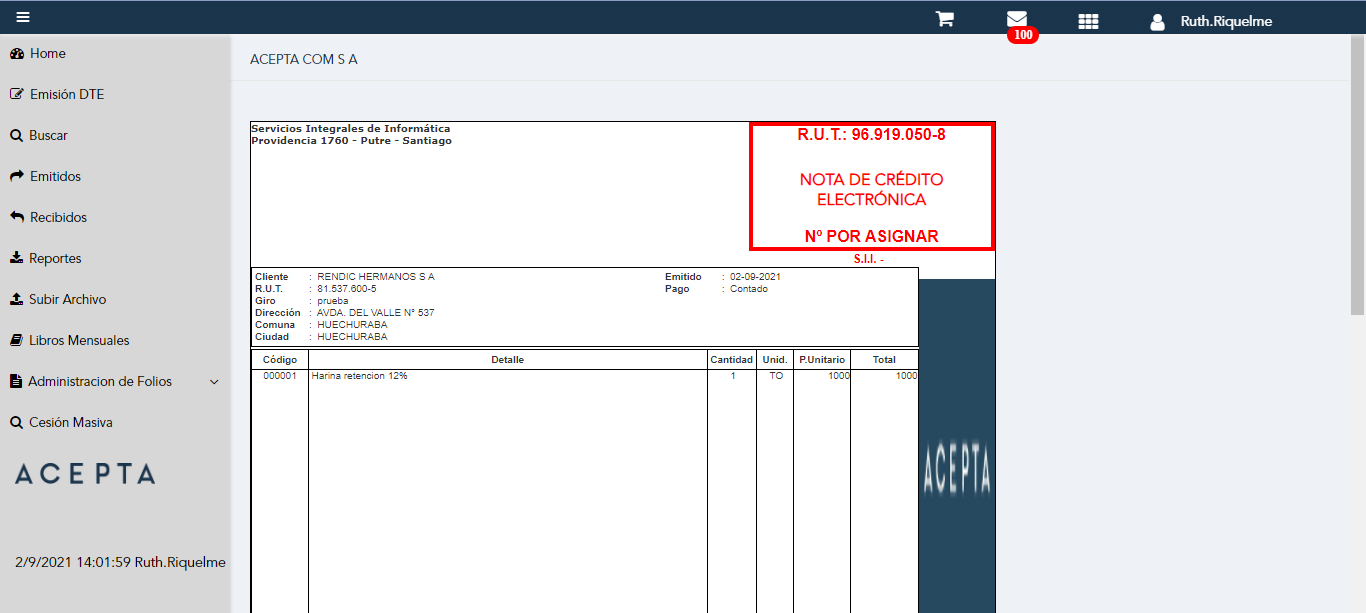 Ruth.Riquelme
100
Home
Emisión DTE
Buscar
Emitidos
Recibidos
Reportes
Subir Archivo
Libros Mensuales
Administracion de Folios
Cesión Masiva
ACEPTA
2/9/2021 14:01:59 Ruth.Riquelme
ACEPTA COM S A
Servicios Integrales de Informática
Providencia 1760 - Putre - Santiago
R.U.T.: 96.919.050-8
NOTA DE CRÉDITO
ELECTRÓNICA
Nº POR ASIGNAR
S.I.I. -
Cliente : RENDIC HERMANOS S A Emitido : 02-09-2021
R.U.T. : 81.537.600-5 Pago : Contado
Giro : prueba
Dirección : AVDA. DEL VALLE N° 537
Comuna : HUECHURABA
Ciudad : HUECHURABA
Código Detalle Cantidad Unid. P.Unitario Total
000001 Harina retencion 12% 1 TO 1000 1000
ACEPTA